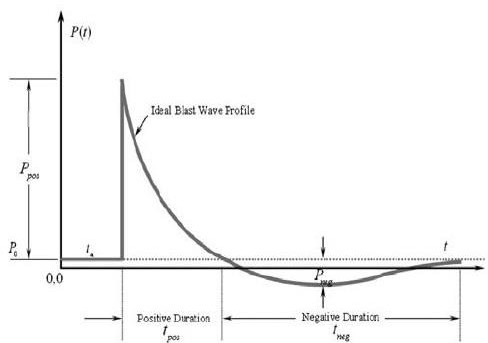 P(t)
Ideal Blast Wave Profile
Ppos
P0
ta
t
0,0
Pneg
Positive Duration
tpos
Negative Duration
tneg